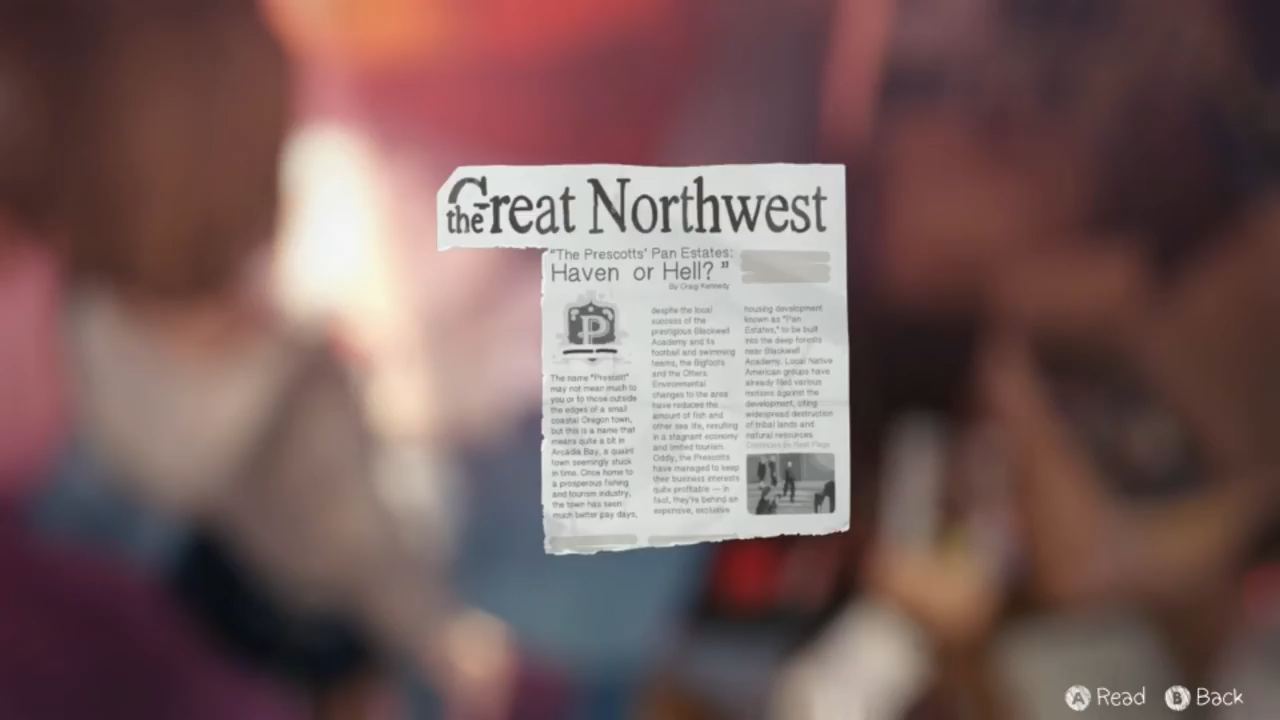 the Great Northwest
"The Prescotts' Pan Estates:
Haven or Hell? "
By Craig Kennedy
P
The name "Prescott"
may not mean much to
you or to those outside
the edges of a small
coastal Oregon town,
but this is a name that
means quite a bit in
Arcadia Bay, a quaint
town seemingly stuck
in time. Once home to
a prosperous fishing
and tourism industry,
the town has seen
much better pay days,
despite the local
success of the
prestigious Blackwell
Academy and its
football and swimming
teams, the Bigfoots
and the Otters.
Environmental
changes to the area
have reduced the
amount of fish and
other sea life, resulting
in a stagnant economy
and limited tourism.
Oddly, the Prescotts
have managed to keep
their business interests
quite profitable — in
fact, they're behind an
expensive, exclusive
housing development
known as "Pan
Estates," to be built
into the deep forests
near Blackwell
Academy. Local Native
American groups have
already filed various
motions against the
development, citing
widespread destruction
of tribal lands and
natural resources.
Continues On Next Page
A Read B Back